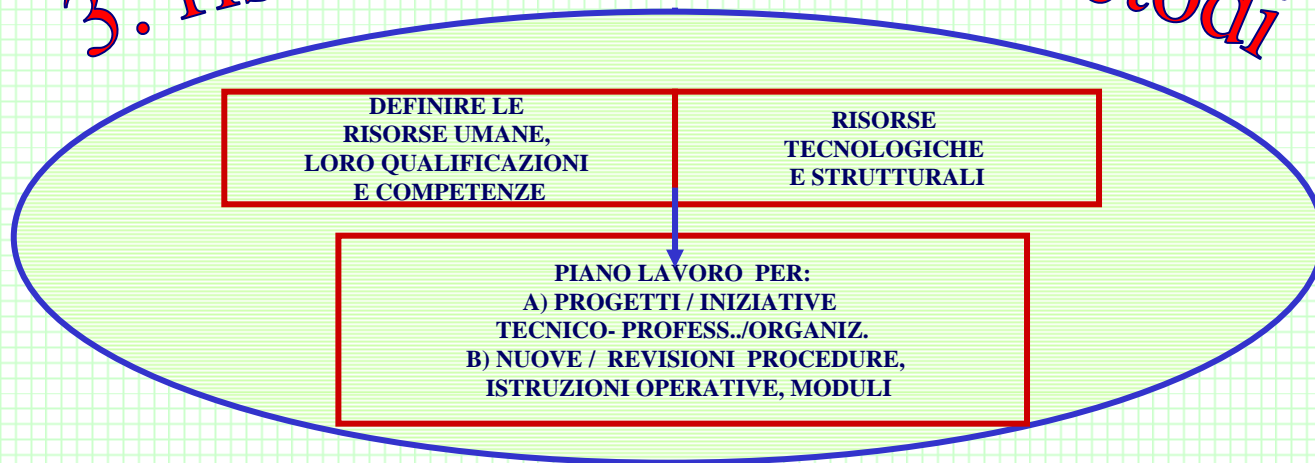 3.
DEFINIRE LE
RISORSE UMANE,
LORO QUALIFICAZIONI
E COMPETENZE
RISORSE
TECNOLOGICHE
E STRUTTURALI
PIANO LAVORO PER:
A) PROGETTI / INIZIATIVE
TECNICO- PROFESS../ORGANIZ.
B) NUOVE / REVISIONI PROCEDURE,
ISTRUZIONI OPERATIVE, MODULI